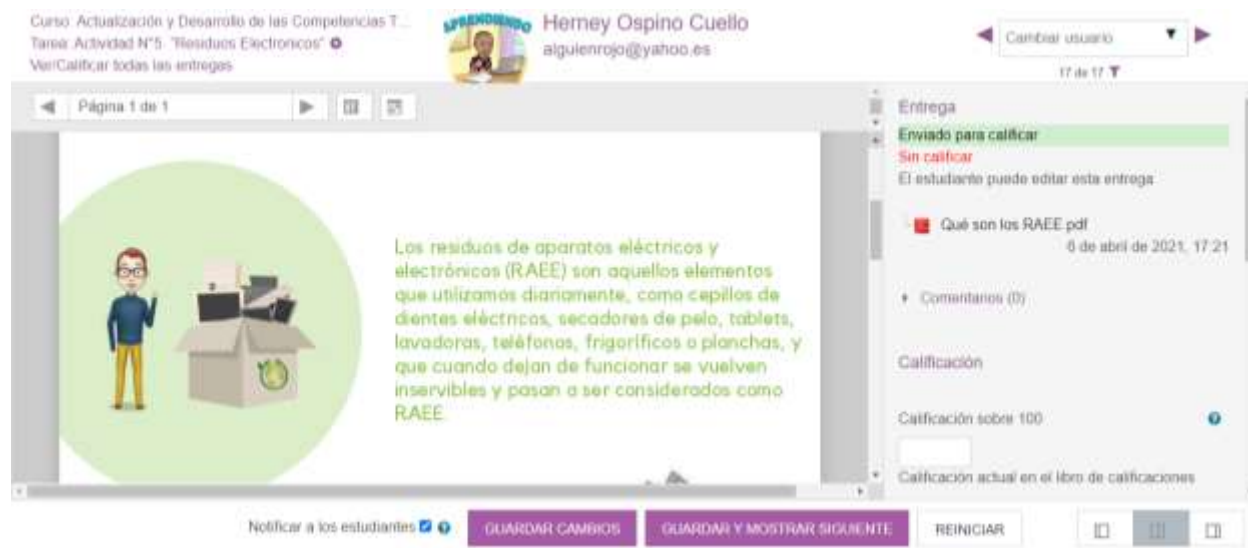 Curso: Actualización y Desarrollo de las Competencias T...
Tarea: Actividad N°5. "Residuos Electronicos"
Ver/Calificar todas las entregas
APRENDIENDO
Herney Ospino Cuello
alguienrojo@yahoo.es
Cambiar usuario
17 de 17
Página 1 de 1
Los residuos de aparatos eléctricos y
electrónicos (RAEE) son aquellos elementos
que utilizamos diariamente, como cepillos de
dientes eléctricos, secadores de pelo, tablets,
lavadoras, teléfonos, frigoríficos o planchas, y
que cuando dejan de funcionar se vuelven
inservibles y pasan a ser considerados como
RAEE.
Entrega
Enviado para calificar
Sin calificar
El estudiante puede editar esta entrega
Qué son los RAEE.pdf
6 de abril de 2021, 17:21
Comentarios (0)
Calificación
Calificación sobre 100
Calificación actual en el libro de calificaciones
Notificar a los estudiantes
GUARDAR CAMBIOS
GUARDAR Y MOSTRAR SIGUIENTE
REINICIAR